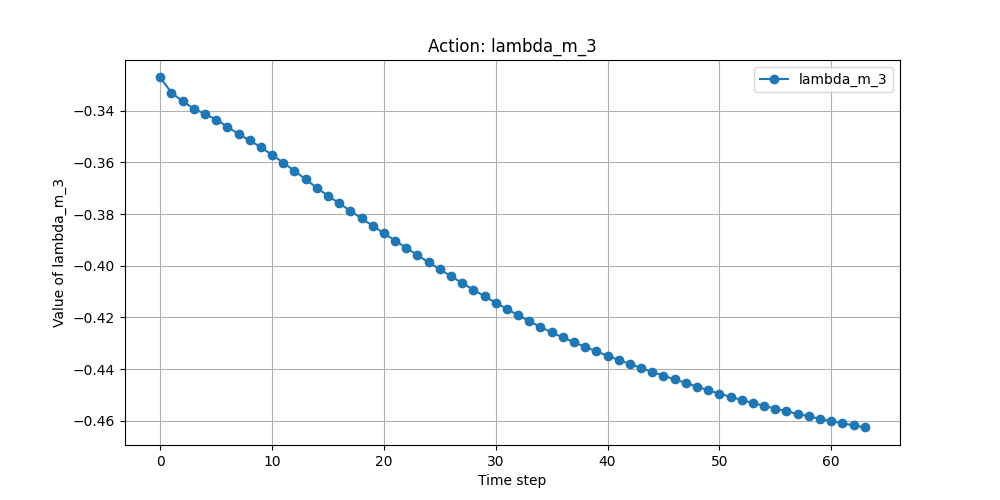 Action: lambda_m_3
lambda_m_3
Value of lambda_m_3
−0.34
−0.36
−0.38
−0.40
−0.42
−0.44
−0.46
0 10 20 30 40 50 60
Time step